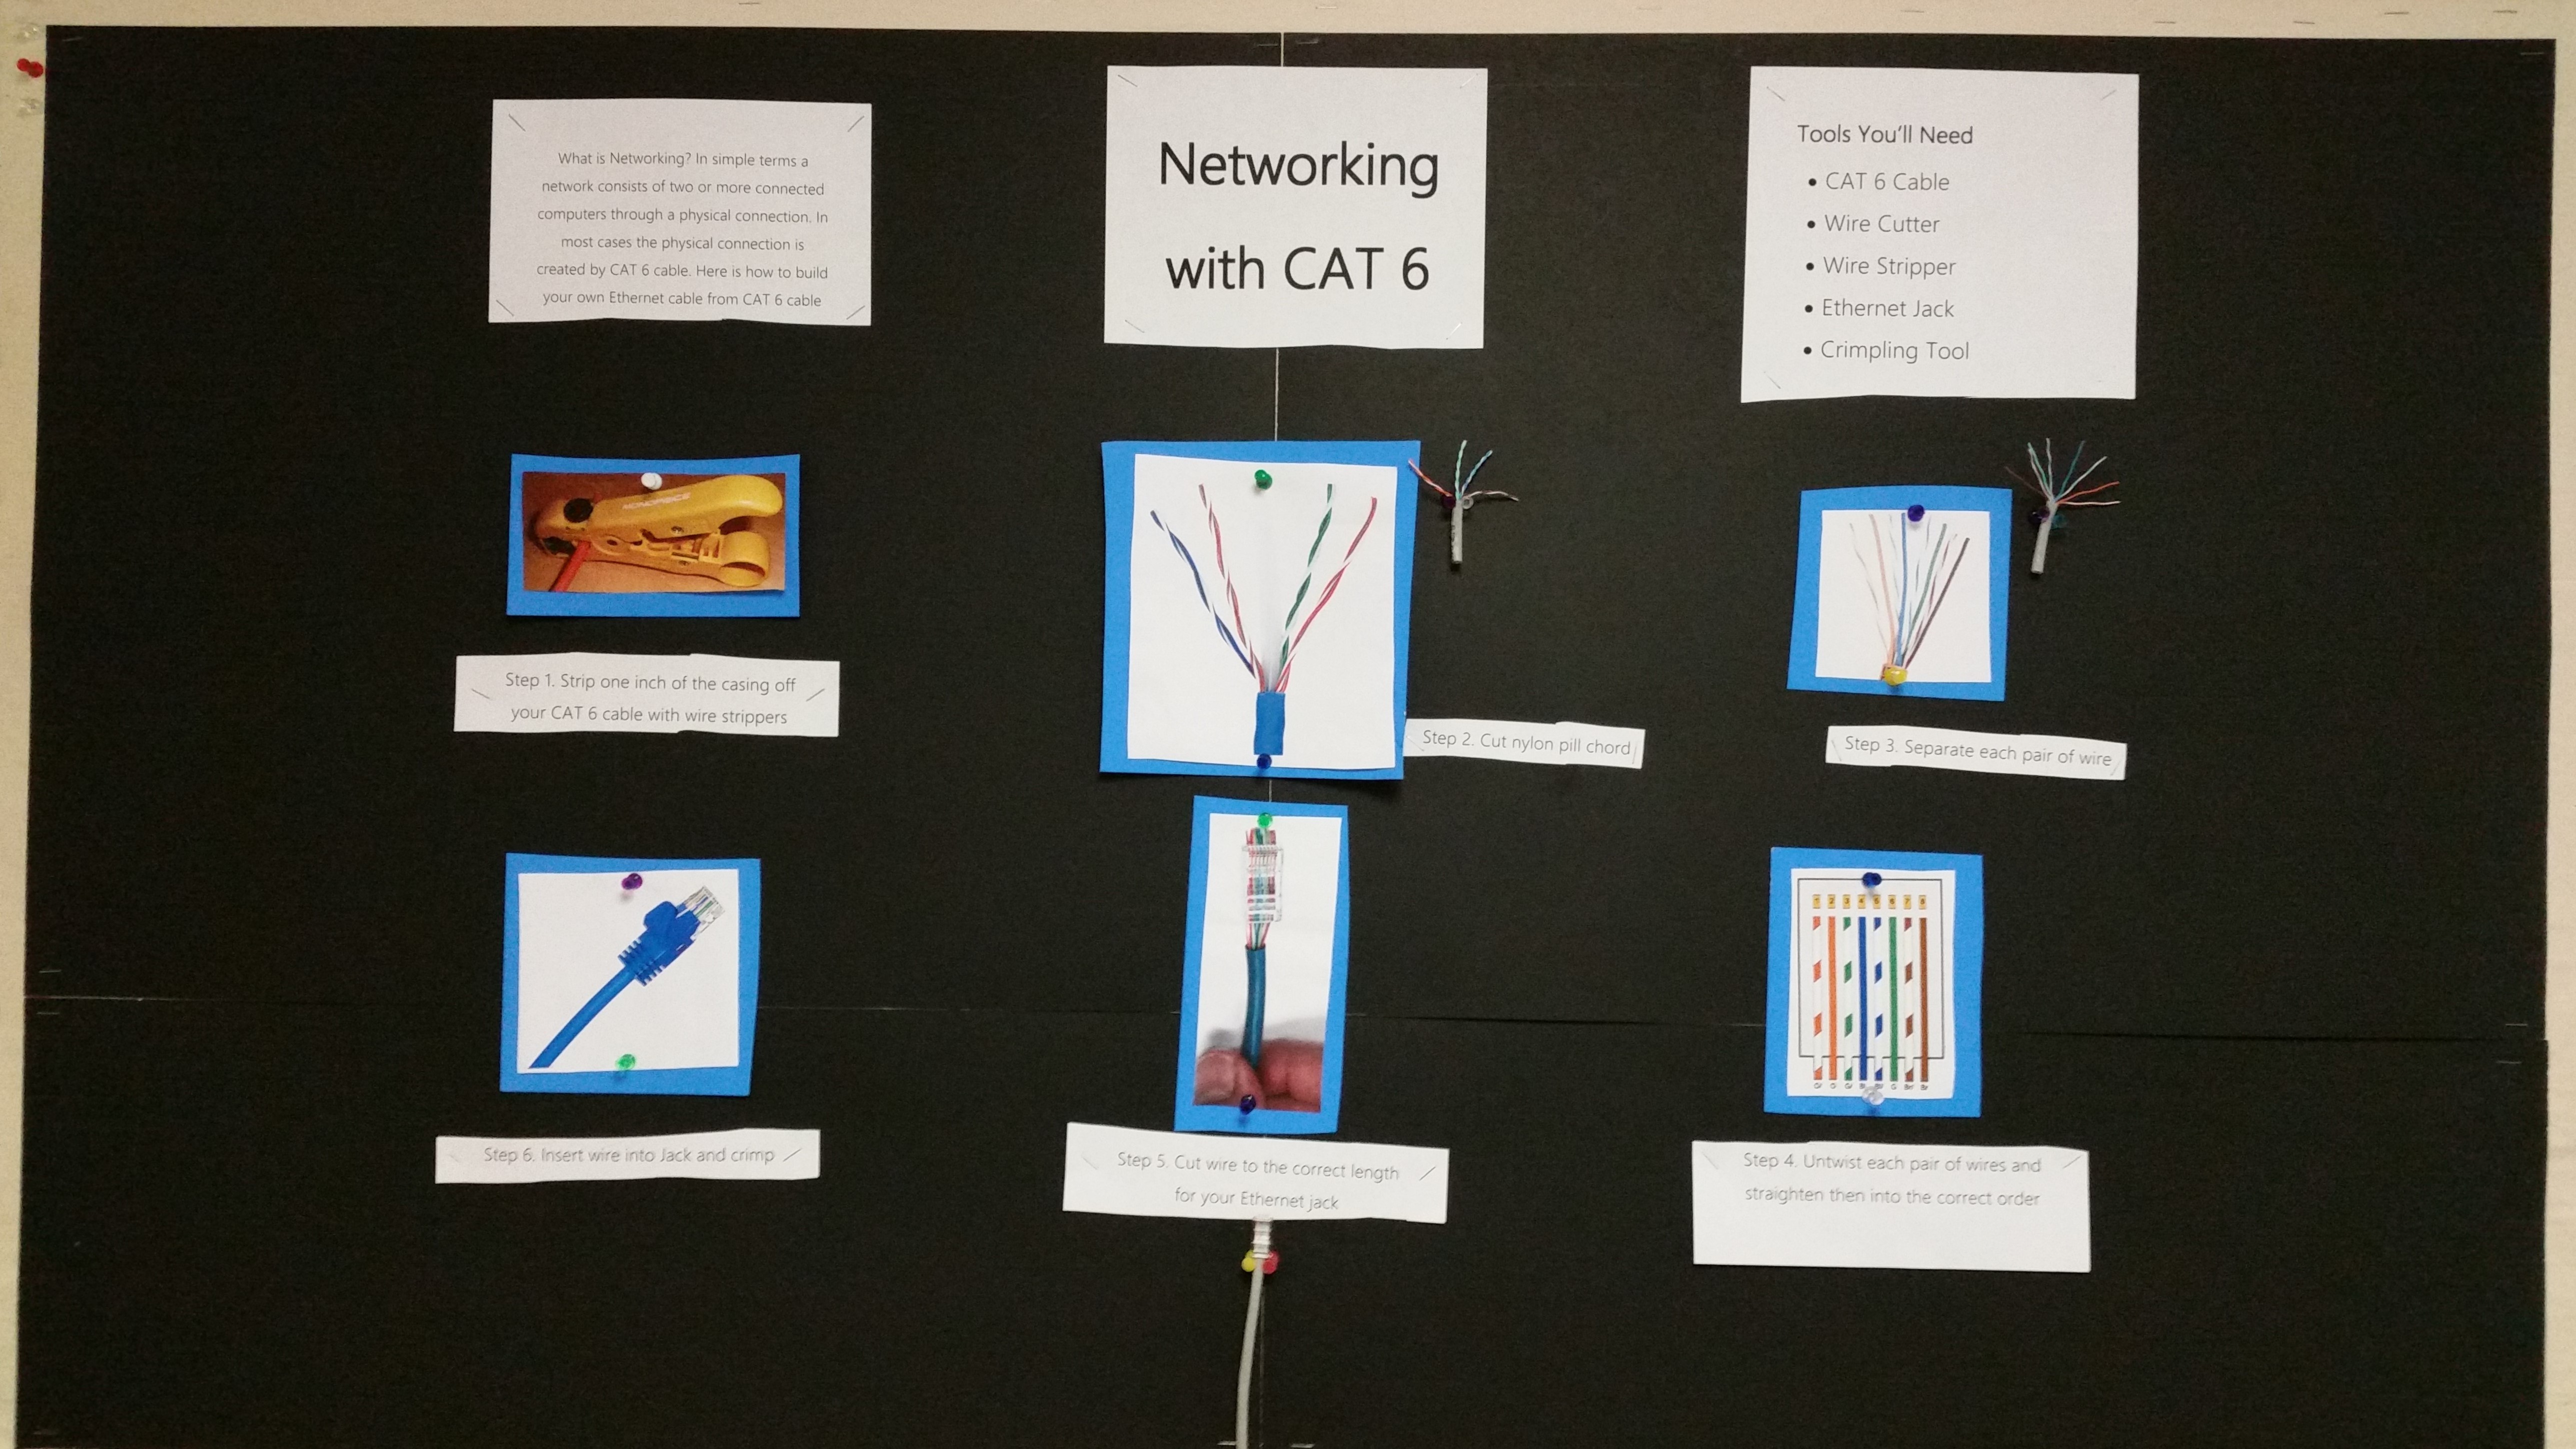 What is Networking? In simple terms a
network consists of two or more connected
computers through a physical connection. In
most cases the physical connection is
created by CAT 6 cable. Here is how to build
your own Ethernet cable from CAT 6 cable
Networking
with CAT 6
Tools You'll Need
• CAT 6 Cable
• Wire Cutter
• Wire Stripper
• Ethernet Jack
• Crimpling Tool
MONOPRICE
Step 1. Strip one inch of the casing off
your CAT 6 cable with wire strippers
Step 2. Cut nylon pill chord
Step 3. Separate each pair of wire
1 2 3 4 5 6 7 8
Step 4. Untwist each pair of wires and
straighten then into the correct order
Step 5. Cut wire to the correct length
for your Ethernet jack
Step 6. Insert wire into Jack and crimp